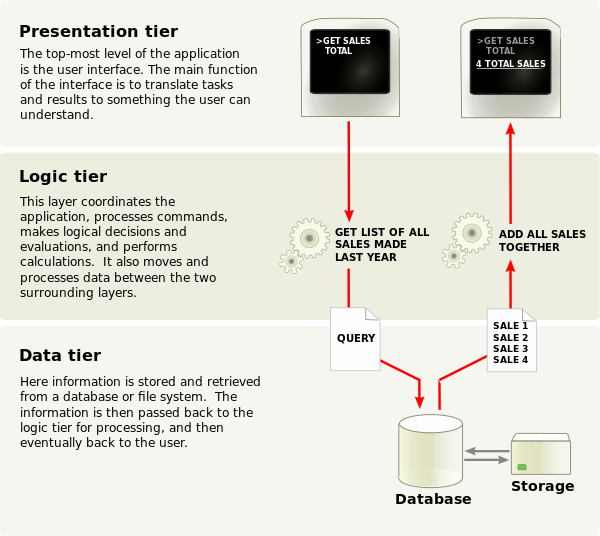 Presentation tier
The top-most level of the application
is the user interface. The main function
of the interface is to translate tasks
and results to something the user can
understand.
>GET SALES
TOTAL
>GET SALES
TOTAL
4 TOTAL SALES
Logic tier
This layer coordinates the
application, processes commands,
makes logical decisions and
evaluations, and performs
calculations.  It also moves and
processes data between the two
surrounding layers.
GET LIST OF ALL
SALES MADE
LAST YEAR
ADD ALL SALES
TOGETHER
QUERY
SALE 1
SALE 2
SALE 3
SALE 4
Data tier
Here information is stored and retrieved
from a database or file system.  The
information is then passed back to the
logic tier for processing, and then
eventually back to the user.
Database
Storage